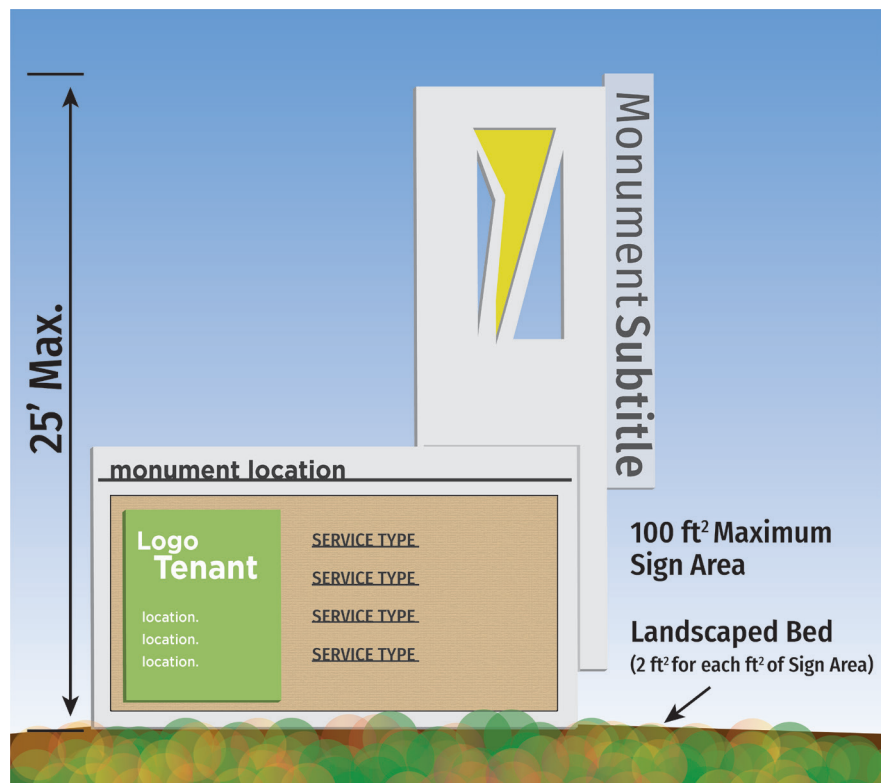 25’ Max.
Monument Subtitle
monument location
Logo
Tenant
location.
location.
location.
SERVICE TYPE
SERVICE TYPE
SERVICE TYPE
SERVICE TYPE
100 ft² Maximum
Sign Area
Landscaped Bed
(2 ft² for each ft² of Sign Area)